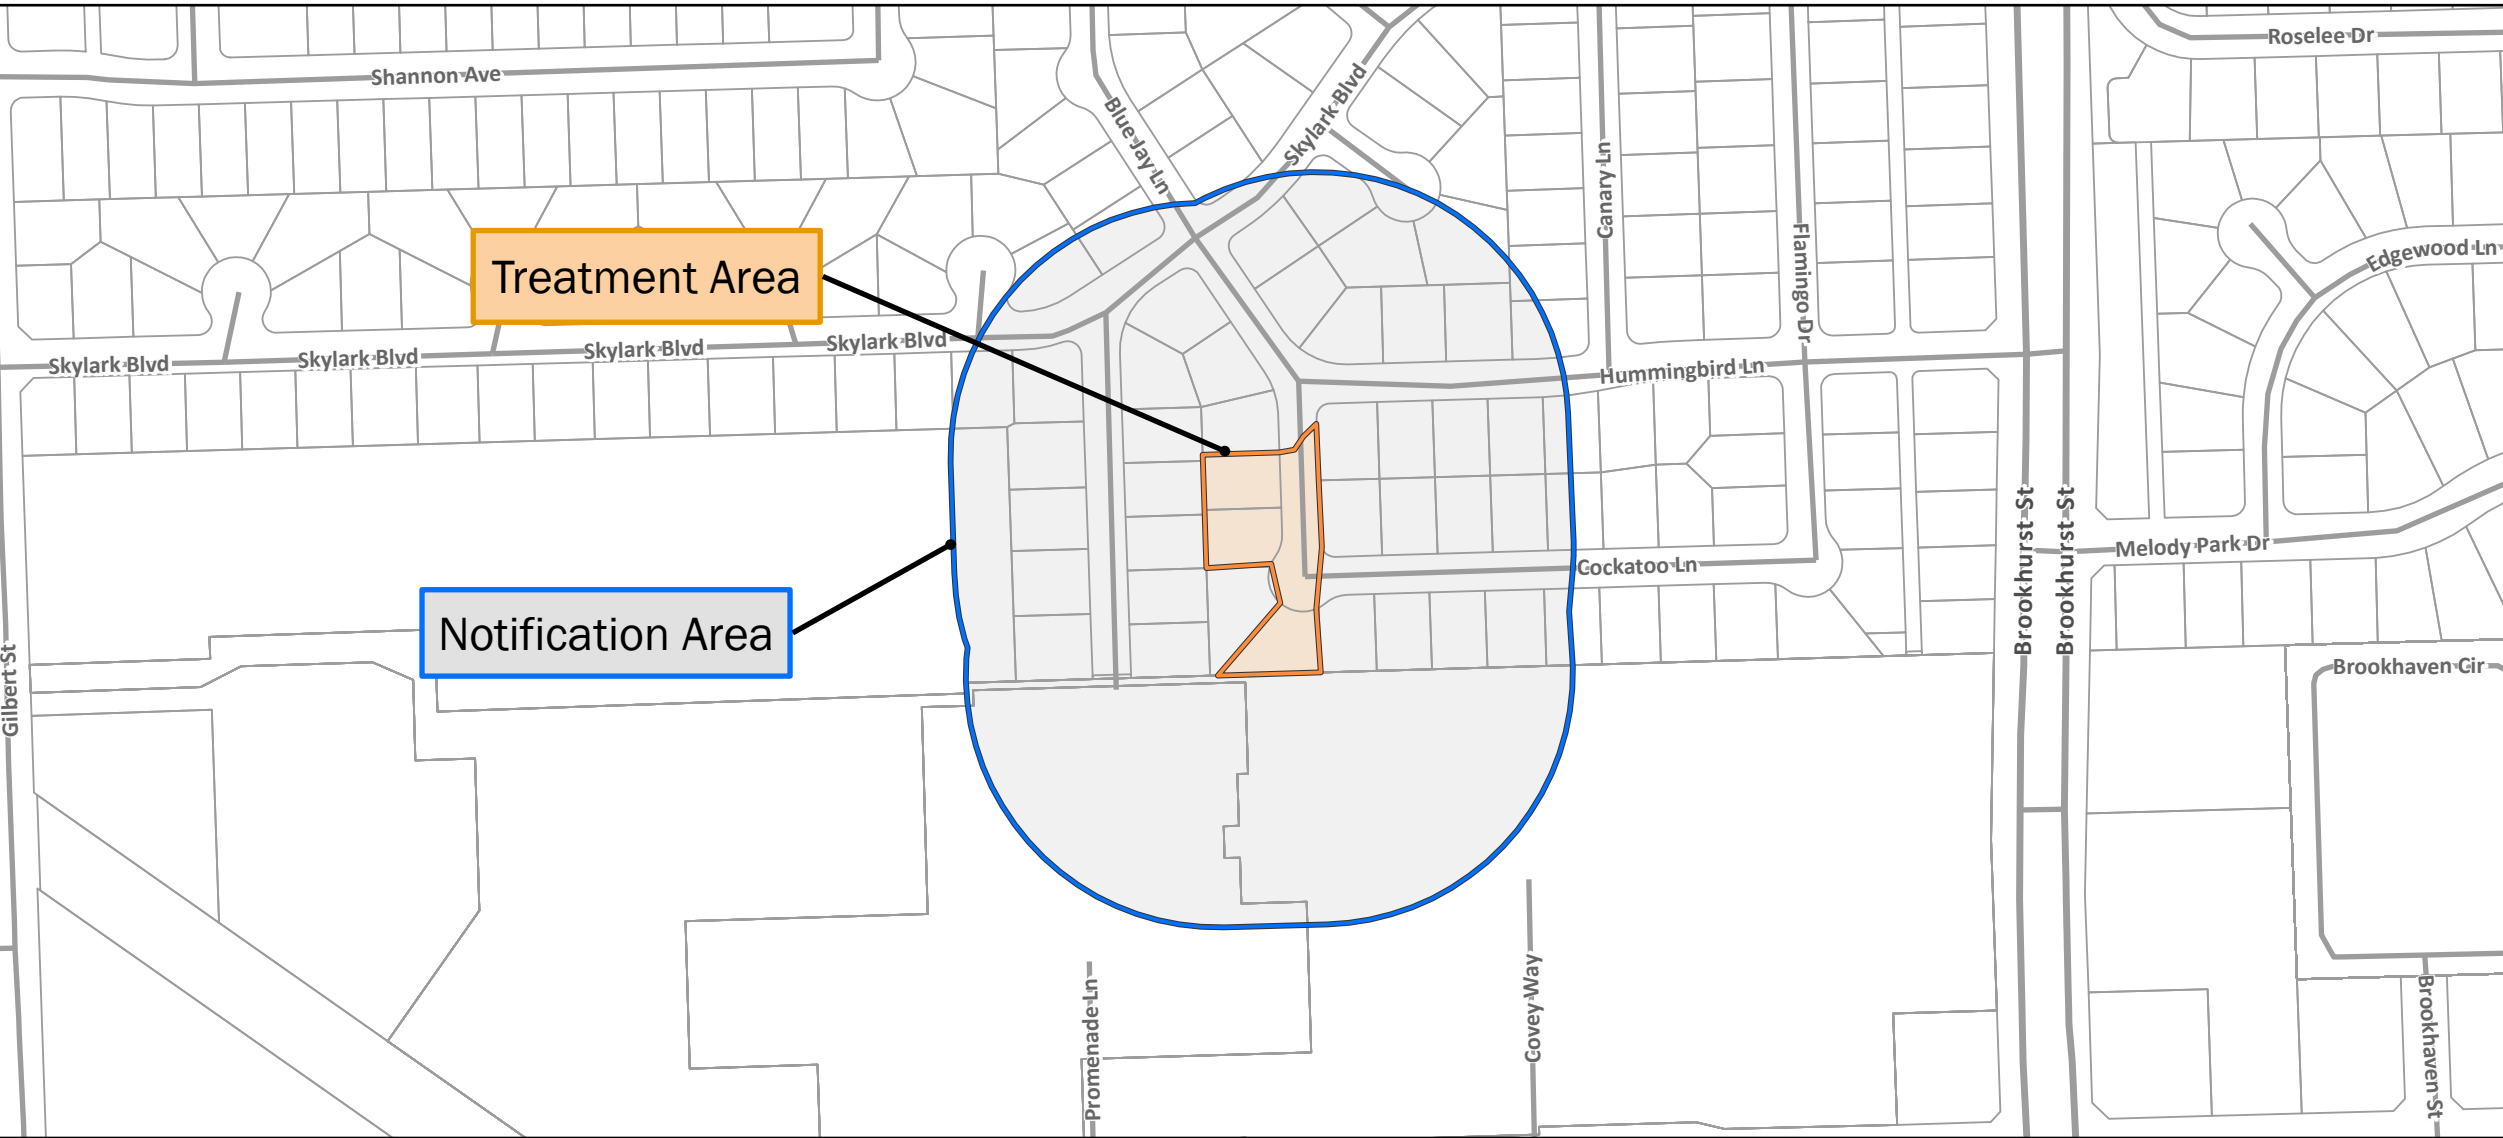 Roselee Dr
Shannon Ave
Blue Jay Ln
Skylark Blvd
Canary Ln
Flamingo Dr
Edgewood Ln
Treatment Area
Skylark Blvd
Skylark Blvd
Skylark Blvd
Skylark Blvd
Hummingbird Ln
Brookhurst St
Brookhurst St
Melody Park Dr
Cockatoo Ln
Notification Area
Gilbert St
Brookhaven Cir
Promenade Ln
Covey Way
Brookhaven St